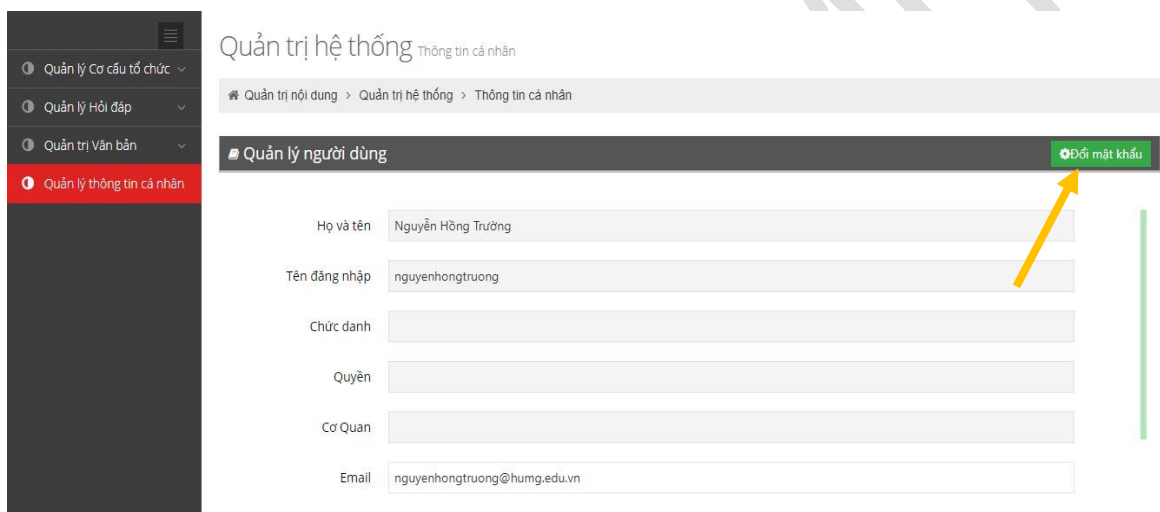 Quản trị hệ thống Thông tin cá nhân
Quản lý Cơ cấu tổ chức
Quản lý Hỏi đáp
Quản trị Văn bản
Quản lý thông tin cá nhân
Quản trị nội dung > Quản trị hệ thống > Thông tin cá nhân
Quản lý người dùng
Đổi mật khẩu
Họ và tên Nguyễn Hồng Trường
Tên đăng nhập nguyenhongtruong
Chức danh
Quyền
Cơ Quan
Email nguyenhongtruong@humg.edu.vn